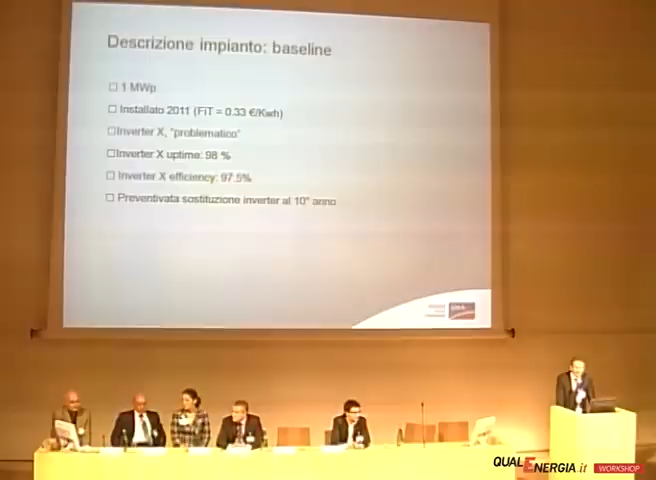 Descrizione impianto: baseline
1 MWp
Installato 2011 (FiT = 0.33 €/Kwh)
Inverter X, "problematico"
Inverter X uptime: 98 %
Inverter X efficiency: 97.5%
Preventivata sostituzione inverter al 10° anno
SMA
QUALENERGIA.it WORKSHOP